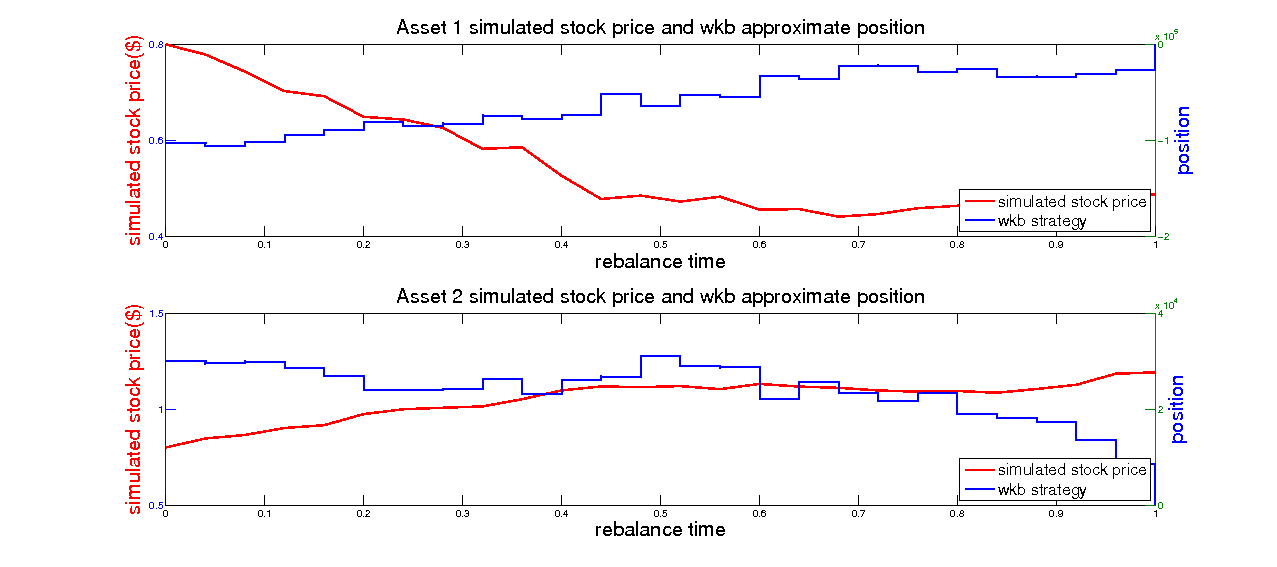 Asset 1 simulated stock price and wkb approximate position
x 10^5
0.8
0.6
0.4
simulated stock price($)
0
-1
-2
position
simulated stock price
wkb strategy
0 0.1 0.2 0.3 0.4 0.5 0.6 0.7 0.8 0.9 1
rebalance time
Asset 2 simulated stock price and wkb approximate position
x 10^4
1.5
1
0.5
simulated stock price($)
4
2
0
position
simulated stock price
wkb strategy
0 0.1 0.2 0.3 0.4 0.5 0.6 0.7 0.8 0.9 1
rebalance time